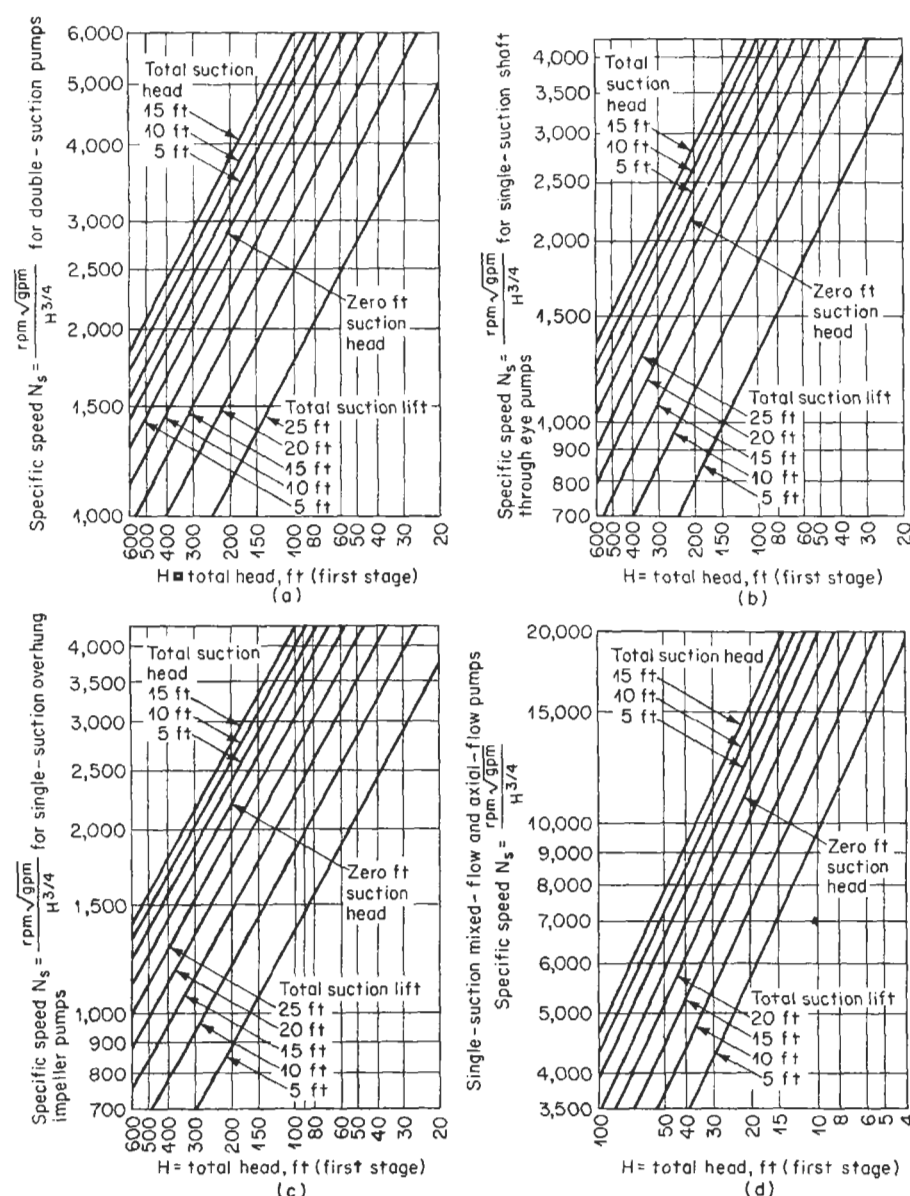 Specific speed Ns = rpm √gpm / H3/4 for double-suction pumps
6,000
5,000
4,000
3,000
2,500
2,000
1,500
1,000
Total suction
head
15 ft
10 ft
5 ft
Zero ft
suction
head
Total suction lift
25 ft
20 ft
15 ft
10 ft
5 ft
600
500
400
300
200
150
100
80
60
40
30
20
H = total head, ft (first stage)
(a)
Specific speed Ns = rpm √gpm / H3/4 for single-suction shaft
through eye pumps
4,000
3,500
3,000
2,500
2,000
1,500
1,000
900
800
700
Total
suction
head
15 ft
10 ft
5 ft
Zero ft
suction
head
Total suction lift
25 ft
20 ft
15 ft
10 ft
5 ft
600
500
400
300
200
150
100
80
60
40
30
20
H = total head, ft (first stage)
(b)
Specific speed Ns = rpm √gpm / H3/4 for single-suction overhung
impeller pumps
4,000
3,500
3,000
2,500
2,000
1,500
1,000
900
800
700
Total suction
head
15 ft
10 ft
5 ft
Zero ft
suction
head
Total suction lift
25 ft
20 ft
15 ft
10 ft
5 ft
600
500
400
300
200
150
100
80
60
40
30
20
H = total head, ft (first stage)
(c)
Single-suction mixed-flow and axial-flow pumps
Specific speed Ns = rpm √gpm / H3/4
20,000
15,000
10,000
9,000
8,000
7,000
6,000
5,000
4,000
3,500
Total suction head
15 ft
10 ft
5 ft
Zero ft
suction
head
Total suction lift
20 ft
15 ft
10 ft
5 ft
100
50
40
30
20
15
10
8
6
5
4
H = total head, ft (first stage)
(d)